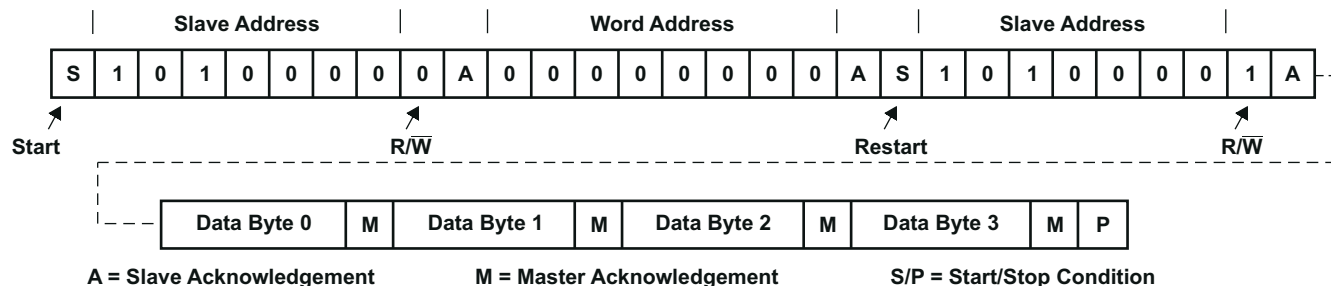 Slave Address Word Address Slave Address
S 1 0 1 0 0 0 0 0 A 0 0 0 0 0 0 0 0 A S 1 0 1 0 0 0 0 1 A
Start R/W̅ Restart R/W̅
Data Byte 0 M Data Byte 1 M Data Byte 2 M Data Byte 3 M P
A = Slave Acknowledgement M = Master Acknowledgement S/P = Start/Stop Condition